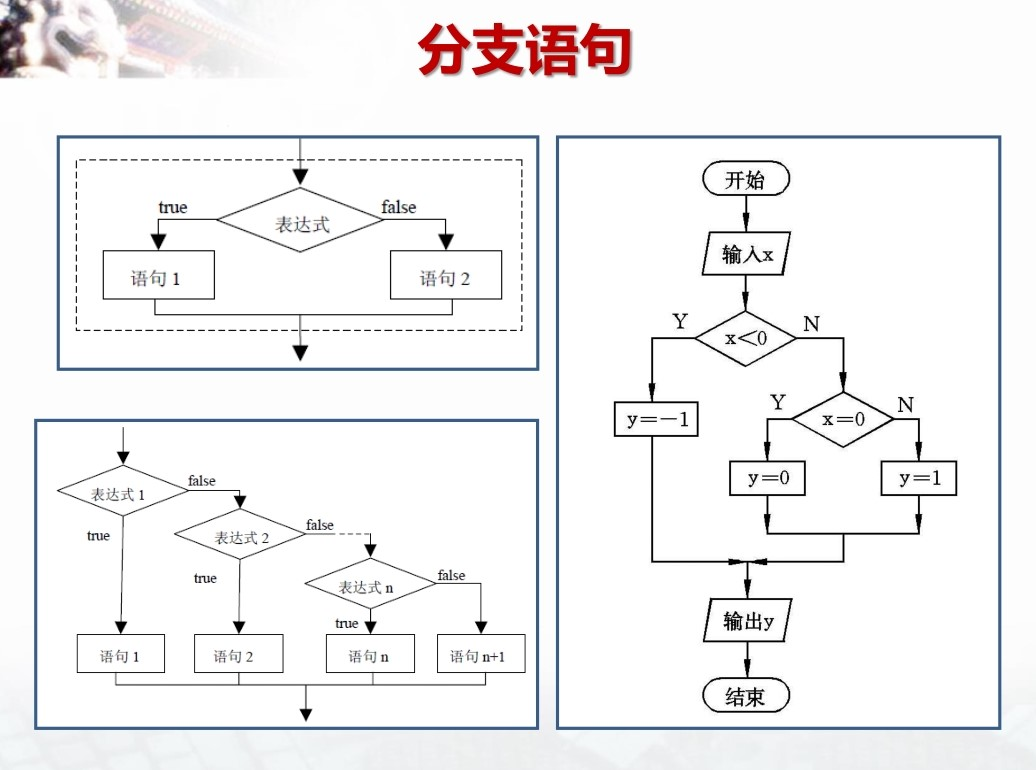 分支语句
true
false
表达式
语句 1
语句 2
表达式 1
false
true
表达式 2
false
true
表达式 n
false
true
语句 1
语句 2
语句 n
语句 n+1
开始
输入x
Y
N
x<0
y=-1
Y
N
x=0
y=0
y=1
输出y
结束